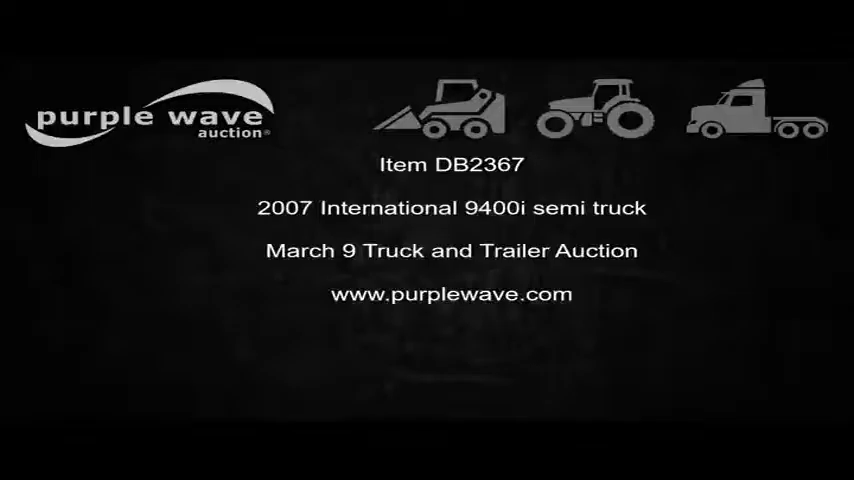 purple wave
auction®
Item DB2367
2007 International 9400i semi truck
March 9 Truck and Trailer Auction
www.purplewave.com